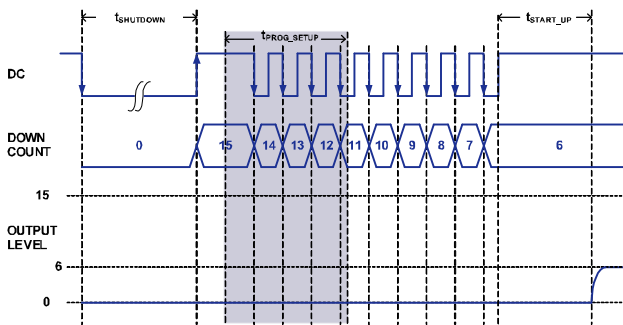 tSHUTDOWN
tSTART_UP
tPROG_SETUP
DC
DOWN
COUNT
0 15 14 13 12 11 10 9 8 7 6
15
OUTPUT
LEVEL
6
0